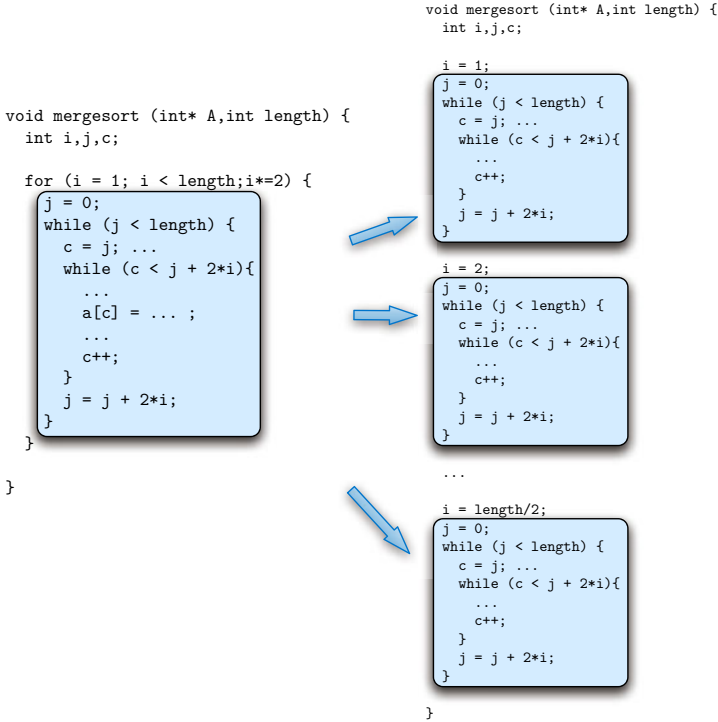 void mergesort (int* A,int length) {
  int i,j,c;

  for (i = 1; i < length;i*=2) {
    j = 0;
    while (j < length) {
      c = j; ...
      while (c < j + 2*i){
        ...
        a[c] = ... ;
        ...
        c++;
      }
      j = j + 2*i;
    }
  }

}
void mergesort (int* A,int length) {
  int i,j,c;

  i = 1;
  j = 0;
  while (j < length) {
    c = j; ...
    while (c < j + 2*i){
      ...
      c++;
    }
    j = j + 2*i;
  }

  i = 2;
  j = 0;
  while (j < length) {
    c = j; ...
    while (c < j + 2*i){
      ...
      c++;
    }
    j = j + 2*i;
  }

  ...

  i = length/2;
  j = 0;
  while (j < length) {
    c = j; ...
    while (c < j + 2*i){
      ...
      c++;
    }
    j = j + 2*i;
  }

}